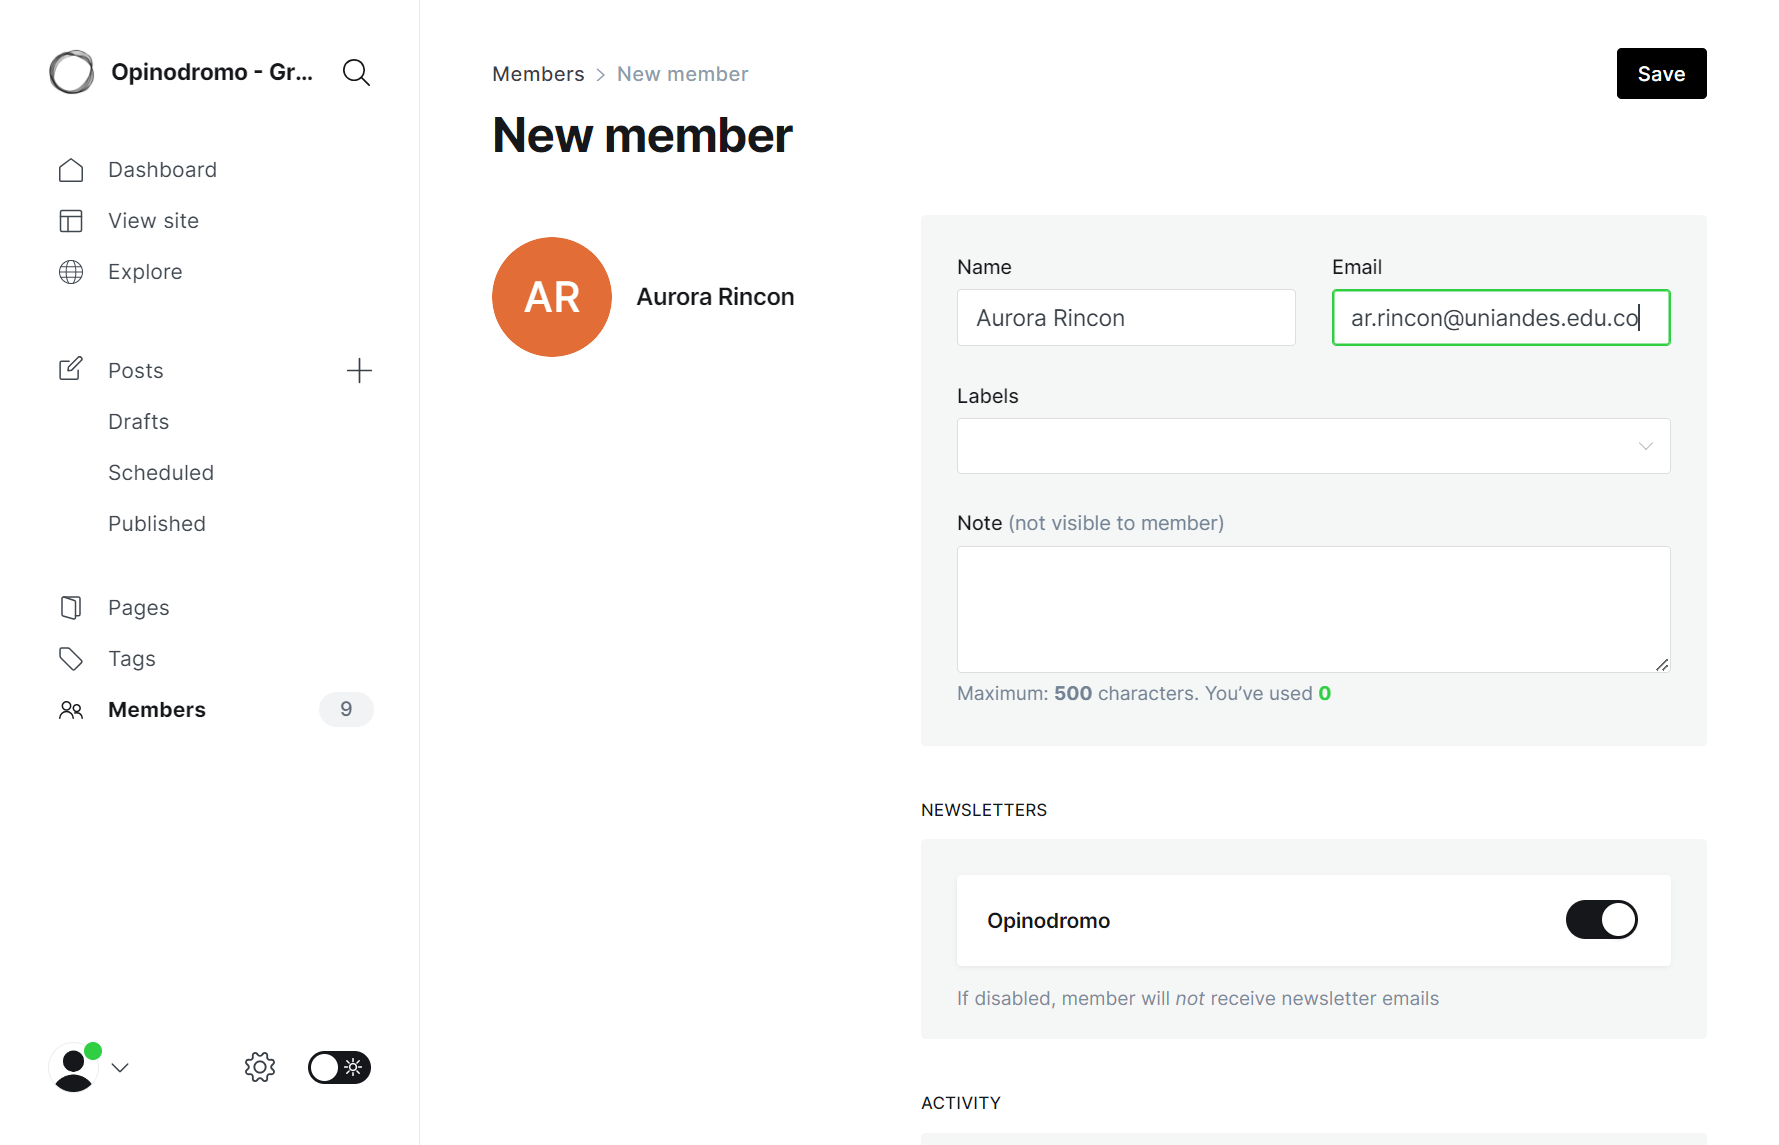 Opinodromo - Gr...
Dashboard
View site
Explore
Posts
Drafts
Scheduled
Published
Pages
Tags
Members
9
Members > New member
Save
New member
AR
Aurora Rincon
Name
Email
Aurora Rincon
ar.rincon@uniandes.edu.co
Labels
Note (not visible to member)
Maximum: 500 characters. You’ve used 0
NEWSLETTERS
Opinodromo
If disabled, member will not receive newsletter emails
ACTIVITY